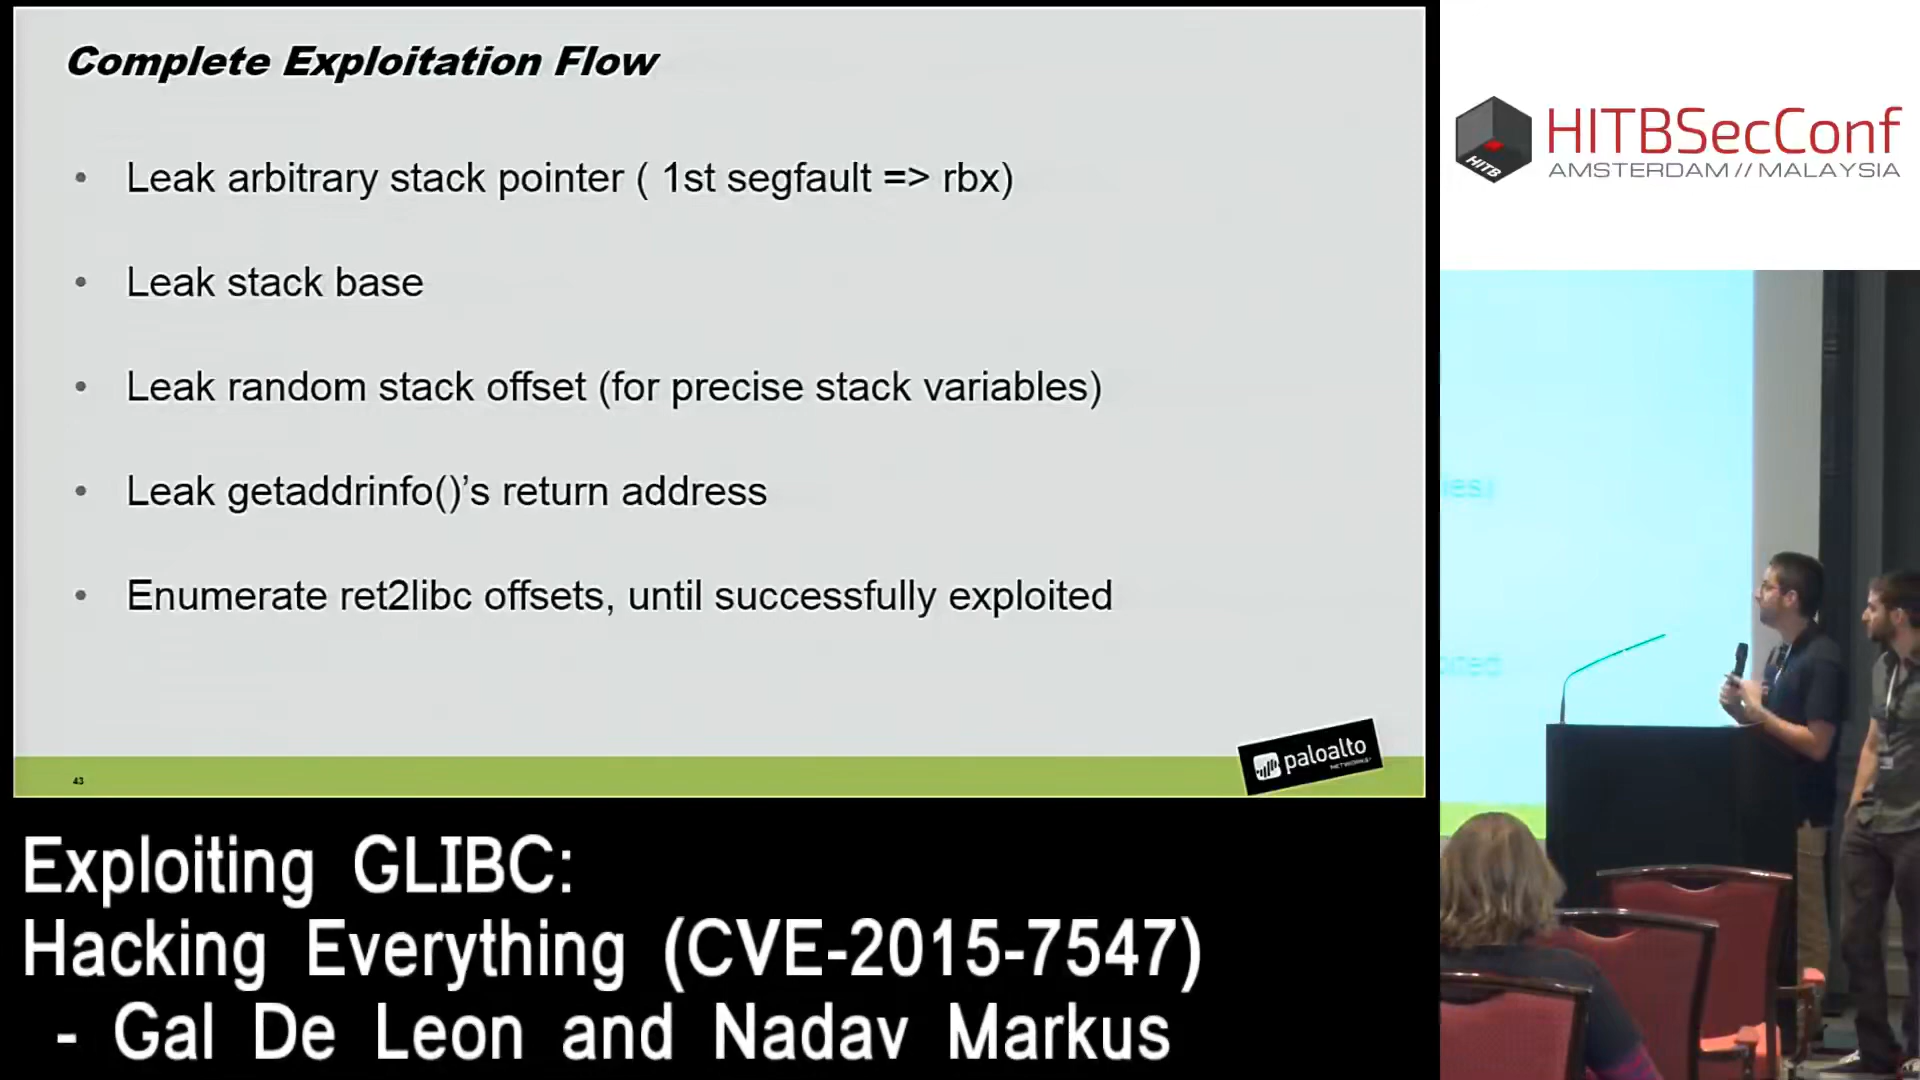 Complete Exploitation Flow
• Leak arbitrary stack pointer ( 1st segfault => rbx)
• Leak stack base
• Leak random stack offset (for precise stack variables)
• Leak getaddrinfo()’s return address
• Enumerate ret2libc offsets, until successfully exploited
43
paloalto
NETWORKS
HITBSecConf
AMSTERDAM // MALAYSIA
HITB
Exploiting GLIBC:
Hacking Everything (CVE-2015-7547)
- Gal De Leon and Nadav Markus